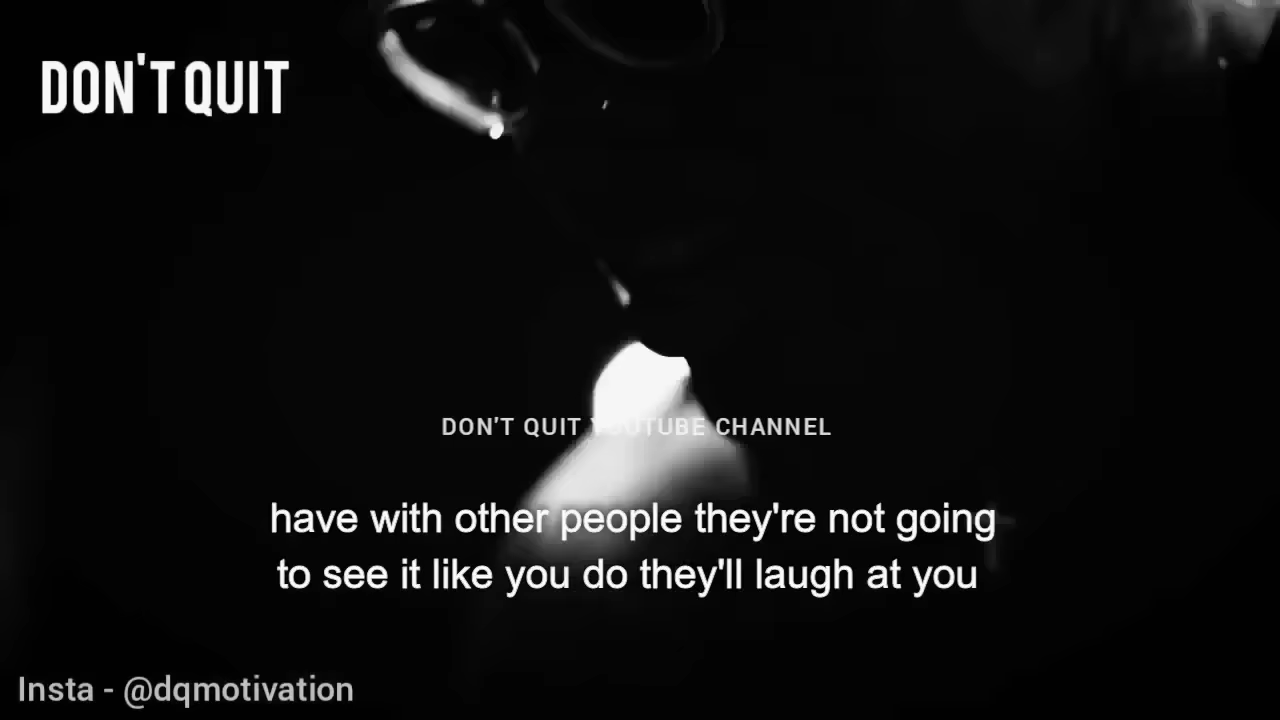 DON'T QUIT
DON'T QUIT YOUTUBE CHANNEL
have with other people they're not going
to see it like you do they'll laugh at you
Insta - @dqmotivation